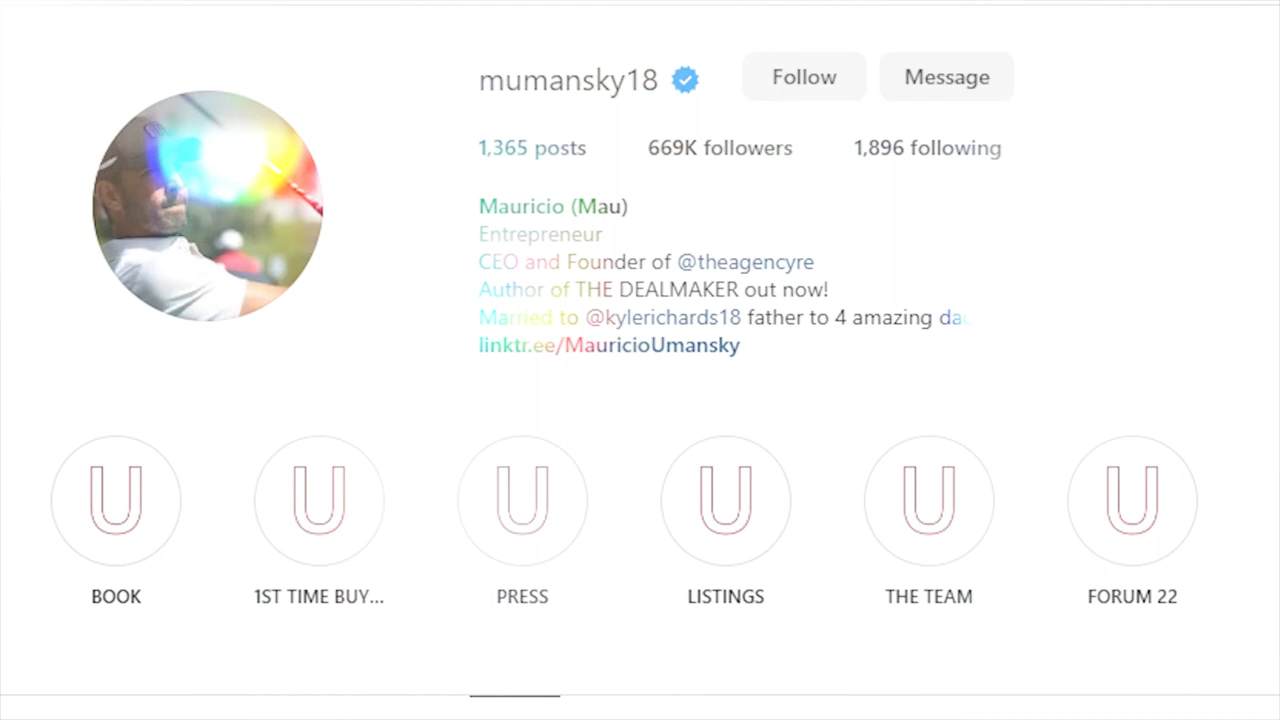 mumansky18 Follow Message
1,365 posts 669K followers 1,896 following
Mauricio (Mau)
Entrepreneur
CEO and Founder of @theagencyre
Author of THE DEALMAKER out now!
Married to @kylerichards18 father to 4 amazing
linktr.ee/MauricioUmansky
U U U U U U
BOOK 1ST TIME BUY... PRESS LISTINGS THE TEAM FORUM 22